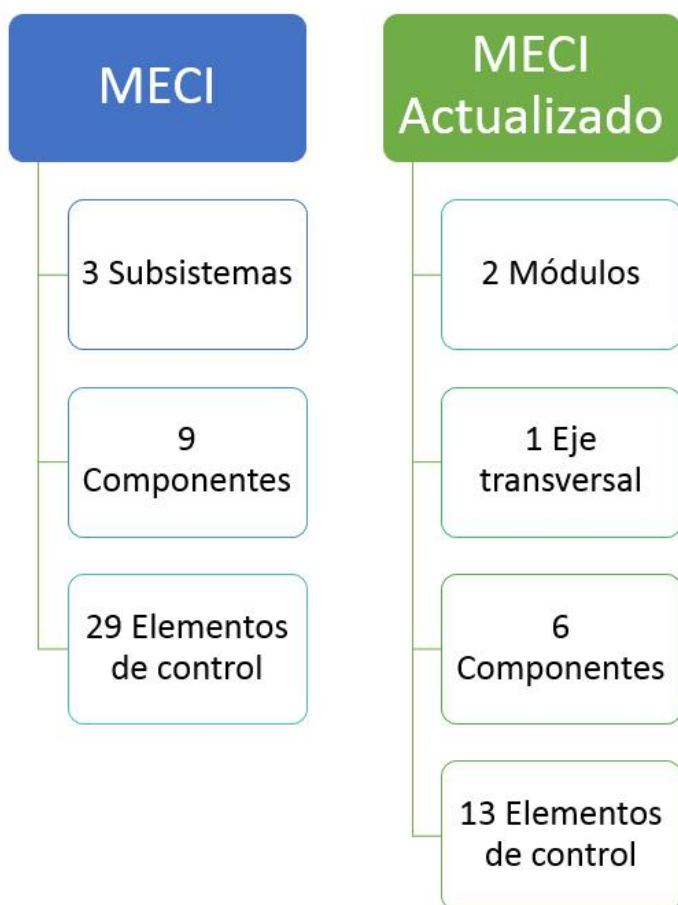 MECI
3 Subsistemas
9
Componentes
29 Elementos
de control
MECI
Actualizado
2 Módulos
1 Eje
transversal
6
Componentes
13 Elementos
de control